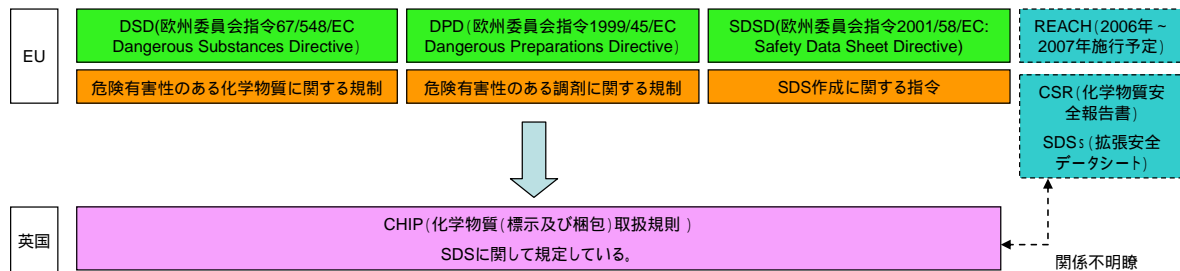 EU
DSD(欧州委員会指令67/548/EC
Dangerous Substances Directive)
DPD(欧州委員会指令1999/45/EC
Dangerous Preparations Directive)
SDSD(欧州委員会指令2001/58/EC:
Safety Data Sheet Directive)
REACH(2006年~
2007年施行予定)
危険有害性のある化学物質に関する規制
危険有害性のある調剤に関する規制
SDS作成に関する指令
CSR(化学物質安
全報告書)
SDSs(拡張安全
データシート)
英国
CHIP(化学物質(標示及び梱包)取扱規則)
SDSに関して規定している。
関係不明瞭